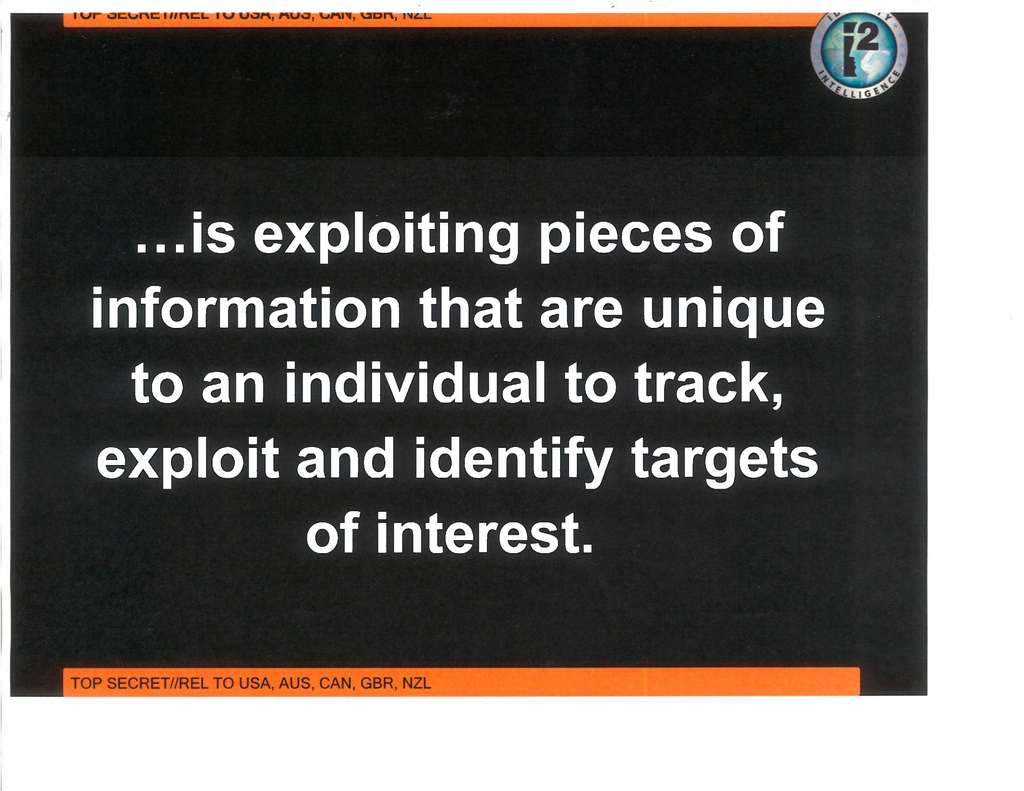 TOP SECRET//REL TO USA, AUS, CAN, GBR, NZL
i2
INTELLIGENCE
...is exploiting pieces of
information that are unique
to an individual to track,
exploit and identify targets
of interest.
TOP SECRET//REL TO USA, AUS, CAN, GBR, NZL